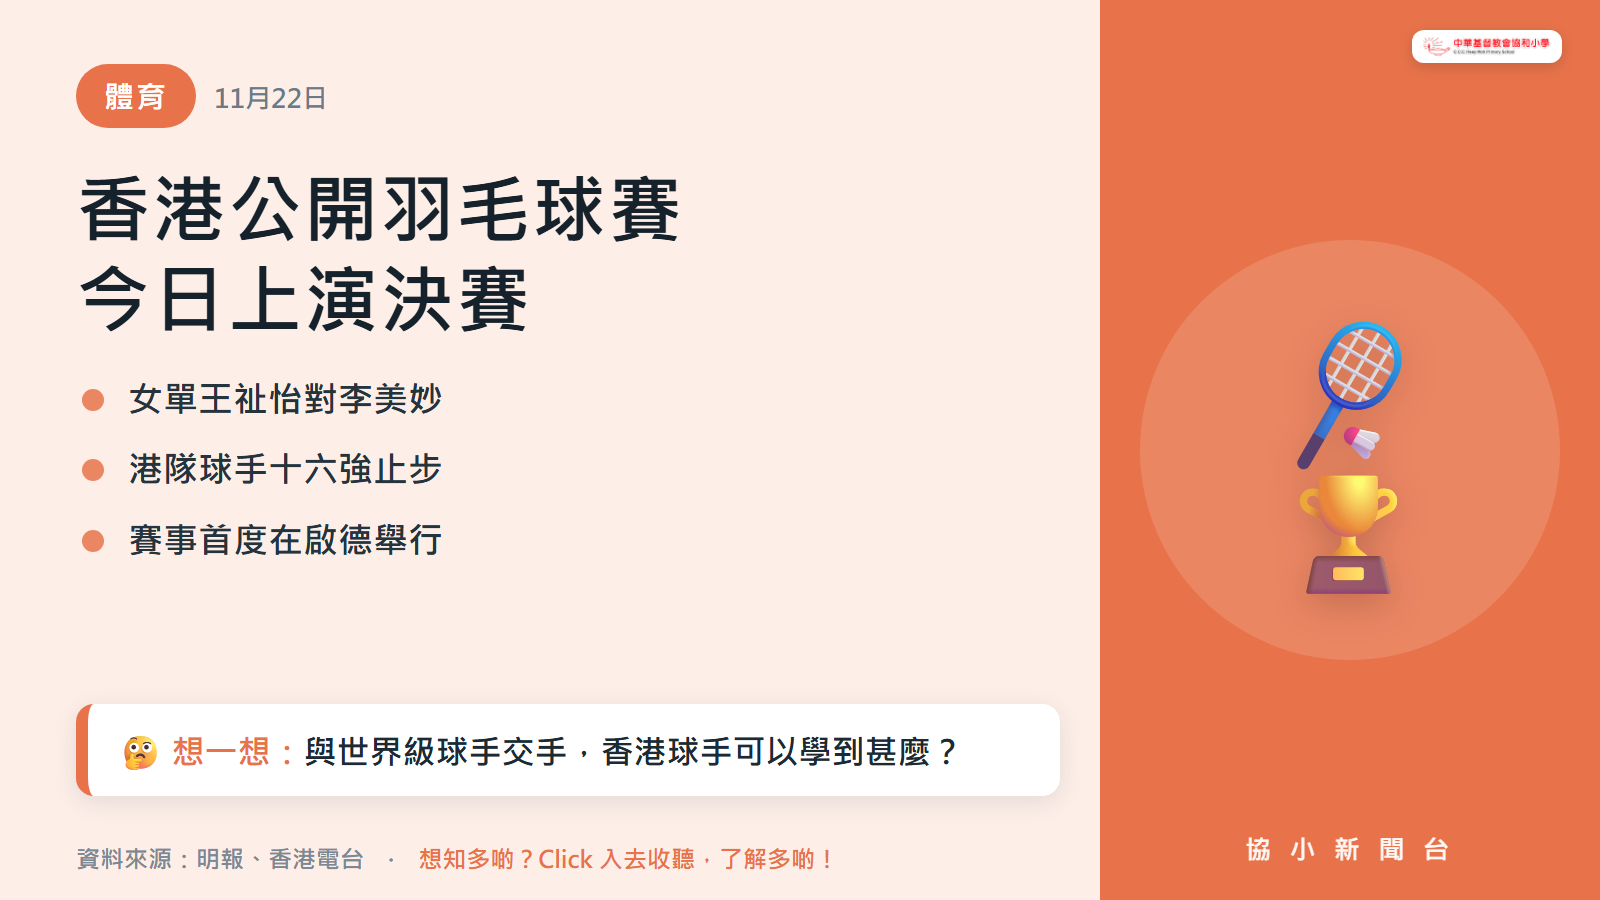 體育
11月22日
中華基督教會協和小學
香港公開羽毛球賽
今日上演決賽
女單王祉怡對李美妙
港隊球手十六強止步
賽事首度在啟德舉行
想一想：與世界級球手交手，香港球手可以學到甚麼？
資料來源：明報、香港電台 · 想知多啲？Click 入去收聽，了解多啲！
協小新聞台